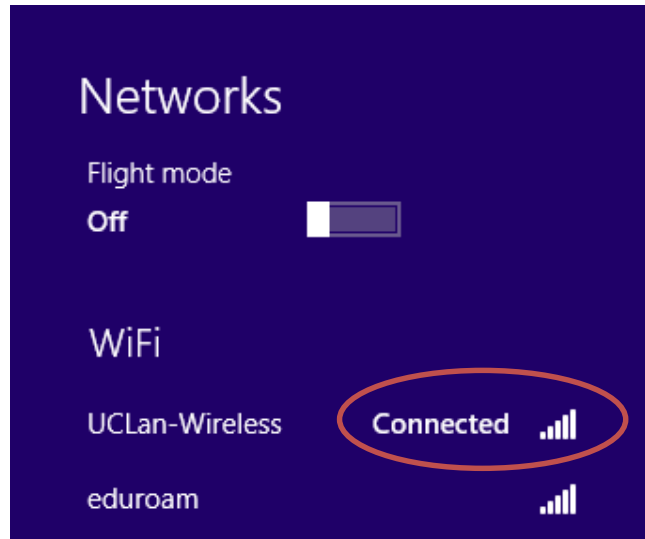 Networks
Flight mode
Off
WiFi
UCLan-Wireless Connected
eduroam